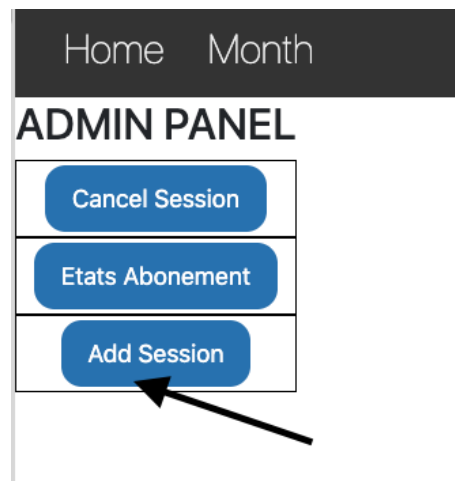 Home Month
ADMIN PANEL
Cancel Session
Etats Abonement
Add Session